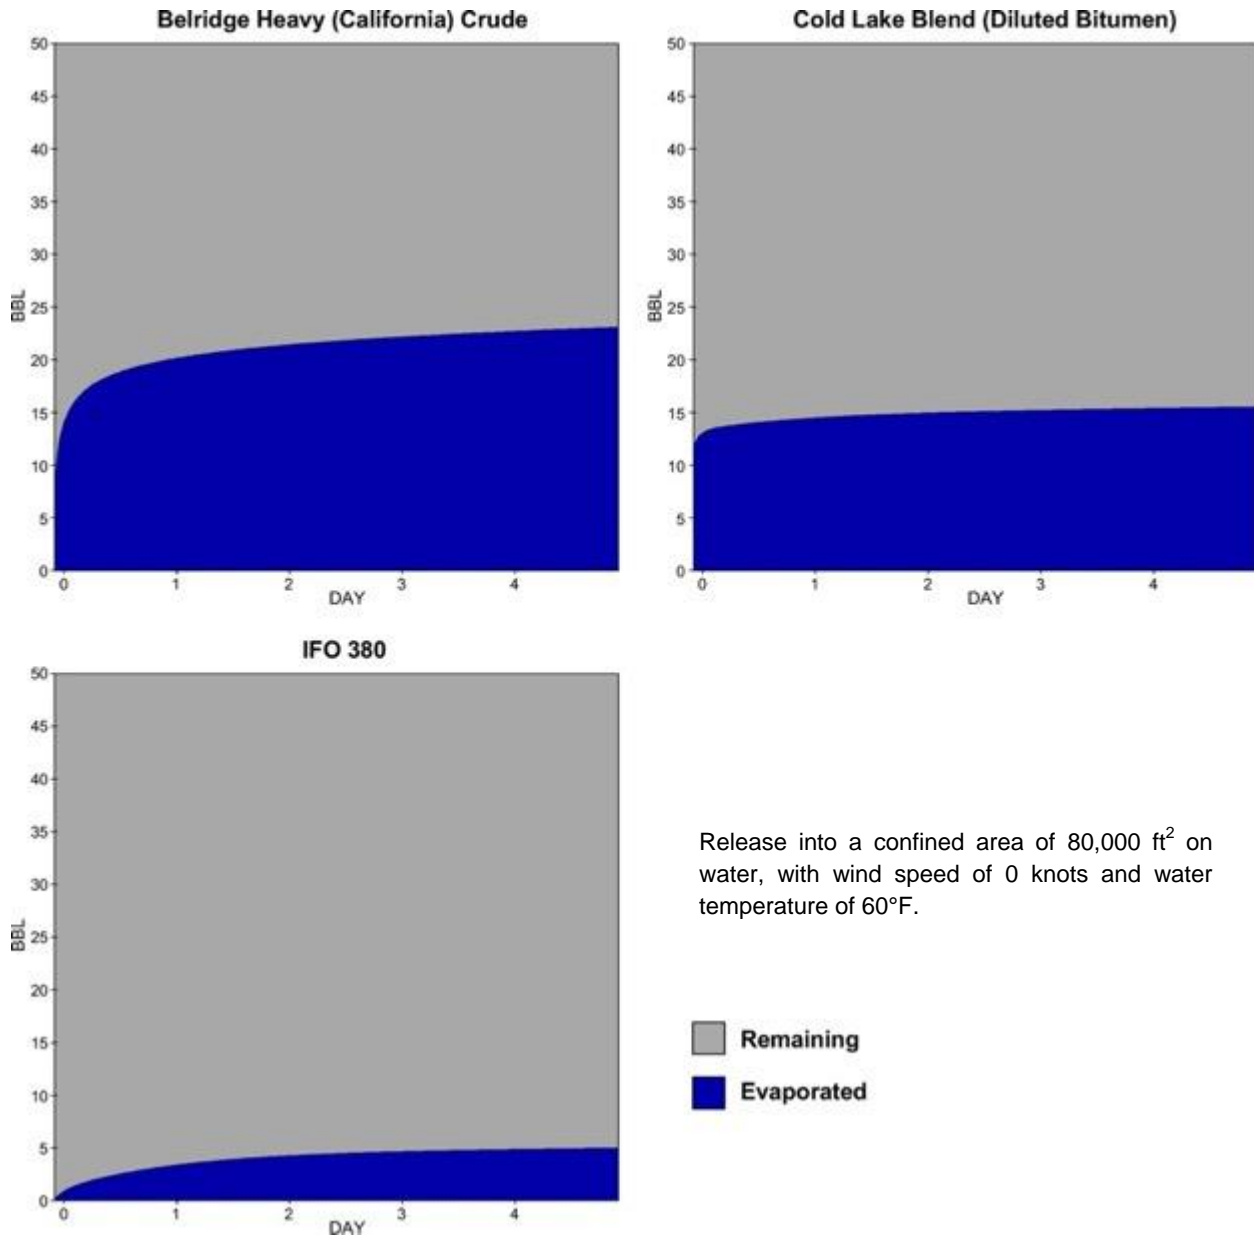 Belridge Heavy (California) Crude
50
45
40
35
30
25
20
15
10
5
0
BBL
0 1 2 3 4
DAY
Cold Lake Blend (Diluted Bitumen)
50
45
40
35
30
25
20
15
10
5
0
BBL
0 1 2 3 4
DAY
IFO 380
50
45
40
35
30
25
20
15
10
5
0
BBL
0 1 2 3 4
DAY
Release into a confined area of 80,000 ft² on
water, with wind speed of 0 knots and water
temperature of 60°F.
Remaining
Evaporated